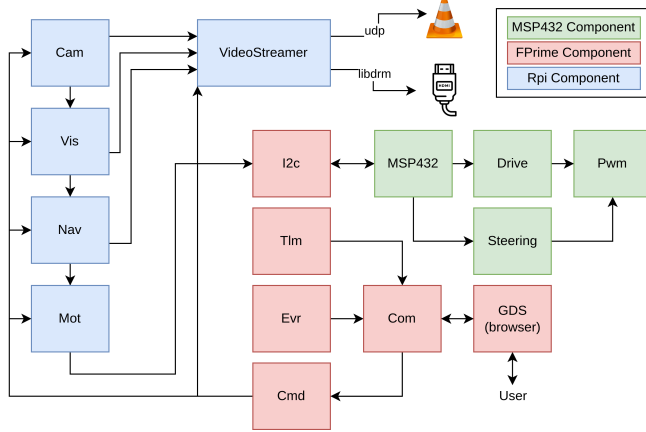 Cam
VideoStreamer
udp
libdrm
HDMI
MSP432 Component
FPrime Component
Rpi Component
Vis
I2c
MSP432
Drive
Pwm
Nav
Tlm
Steering
Mot
Evr
Com
GDS
(browser)
Cmd
User